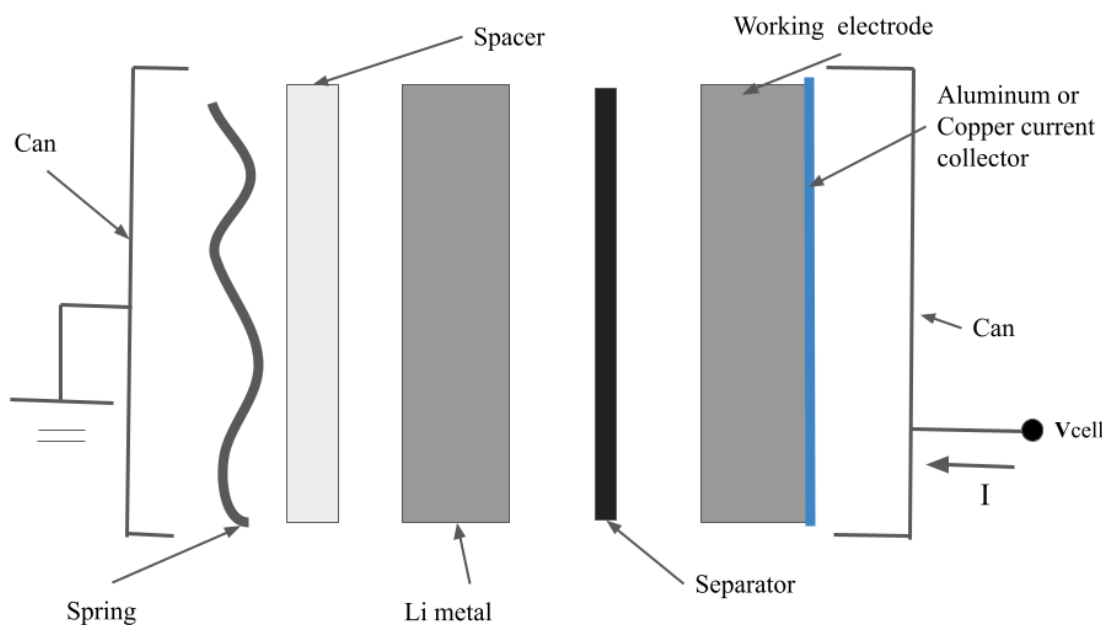 Spacer
Working electrode
Can
Aluminum or
Copper current
collector
Can
Vcell
I
Spring
Li metal
Separator